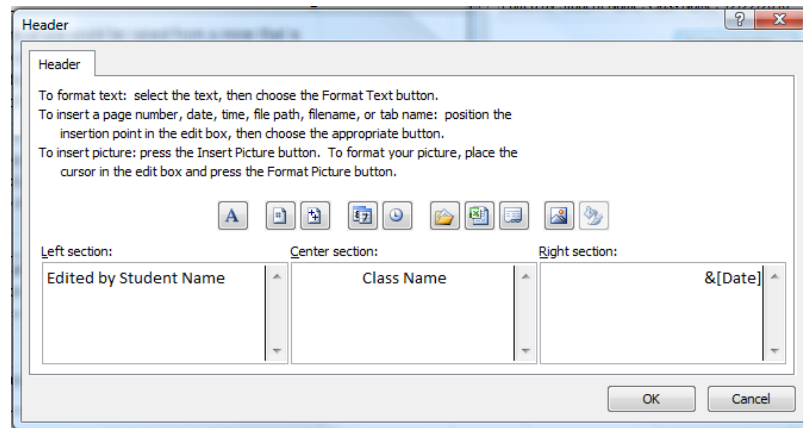 Header
Header
To format text: select the text, then choose the Format Text button.
To insert a page number, date, time, file path, filename, or tab name: position the
insertion point in the edit box, then choose the appropriate button.
To insert picture: press the Insert Picture button. To format your picture, place the
cursor in the edit box and press the Format Picture button.
A
Left section:
Center section:
Right section:
Edited by Student Name
Class Name
&[Date]
OK
Cancel